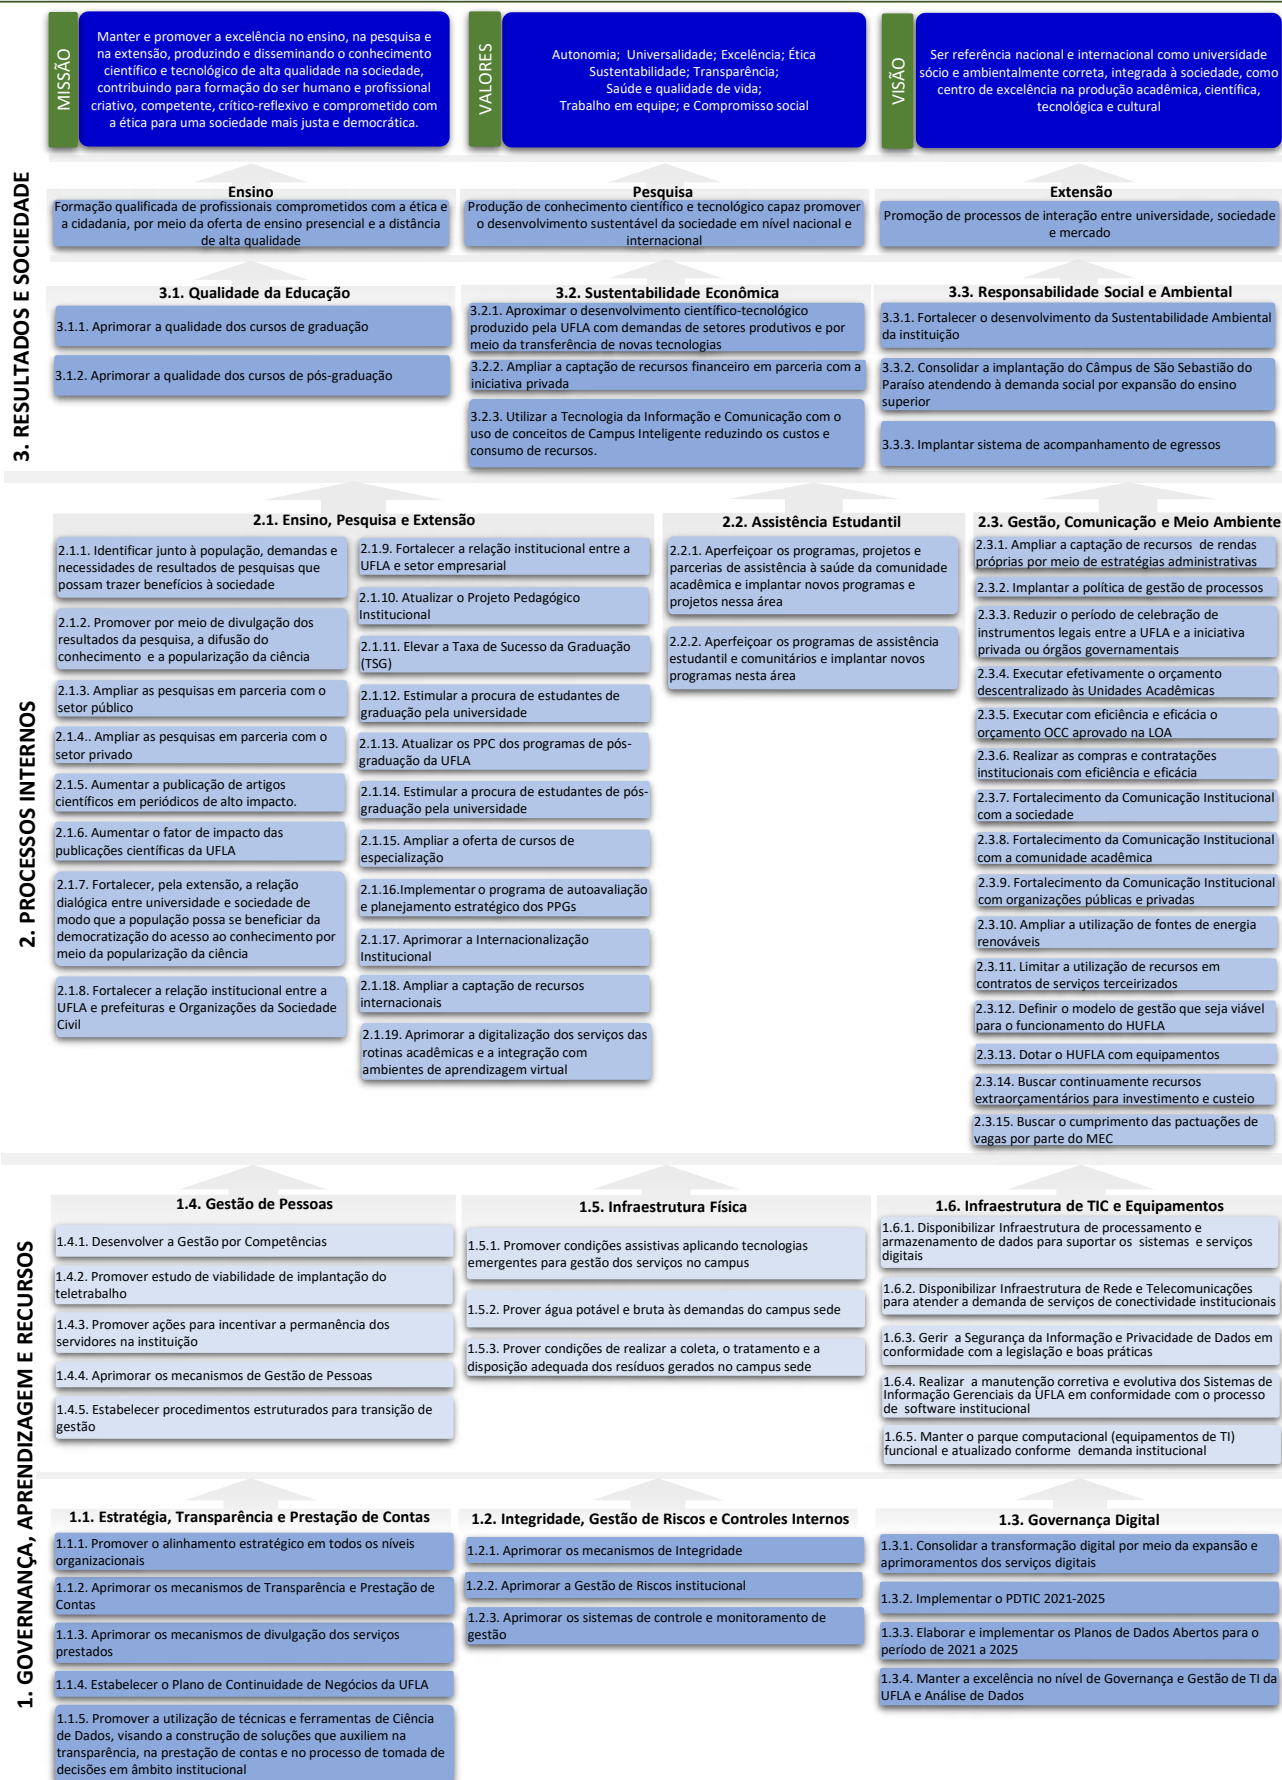 MISSÃO
Manter e promover a excelência no ensino, na pesquisa e
na extensão, produzindo e disseminando o conhecimento
científico e tecnológico de alta qualidade na sociedade,
contribuindo para formação do ser humano e profissional
criativo, competente, crítico-reflexivo e comprometido com
a ética para uma sociedade mais justa e democrática.
VALORES
Autonomia; Universalidade; Excelência; Ética
Sustentabilidade; Transparência;
Saúde e qualidade de vida;
Trabalho em equipe; e Compromisso social
VISÃO
Ser referência nacional e internacional como universidade
sócio e ambientalmente correta, integrada à sociedade, como
centro de excelência na produção acadêmica, científica,
tecnológica e cultural
3. RESULTADOS E SOCIEDADE
Ensino
Formação qualificada de profissionais comprometidos com a ética e
a cidadania, por meio da oferta de ensino presencial e a distância
de alta qualidade
Pesquisa
Produção de conhecimento científico e tecnológico capaz promover
o desenvolvimento sustentável da sociedade em nível nacional e
internacional
Extensão
Promoção de processos de interação entre universidade, sociedade
e mercado
3.1. Qualidade da Educação
3.1.1. Aprimorar a qualidade dos cursos de graduação
3.1.2. Aprimorar a qualidade dos cursos de pós-graduação
3.2. Sustentabilidade Econômica
3.2.1. Aproximar o desenvolvimento científico-tecnológico
produzido pela UFLA com demandas de setores produtivos e por
meio da transferência de novas tecnologias
3.2.2. Ampliar a captação de recursos financeiro em parceria com a
iniciativa privada
3.2.3. Utilizar a Tecnologia da Informação e Comunicação com o
uso de conceitos de Campus Inteligente reduzindo os custos e
consumo de recursos.
3.3. Responsabilidade Social e Ambiental
3.3.1. Fortalecer o desenvolvimento da Sustentabilidade Ambiental
da instituição
3.3.2. Consolidar a implantação do Câmpus de São Sebastião do
Paraíso atendendo à demanda social por expansão do ensino
superior
3.3.3. Implantar sistema de acompanhamento de egressos
2. PROCESSOS INTERNOS
2.1. Ensino, Pesquisa e Extensão
2.1.1. Identificar junto à população, demandas e
necessidades de resultados de pesquisas que
possam trazer benefícios à sociedade
2.1.2. Promover por meio de divulgação dos
resultados da pesquisa, a difusão do
conhecimento e a popularização da ciência
2.1.3. Ampliar as pesquisas em parceria com o
setor público
2.1.4.. Ampliar as pesquisas em parceria com o
setor privado
2.1.5. Aumentar a publicação de artigos
científicos em periódicos de alto impacto.
2.1.6. Aumentar o fator de impacto das
publicações científicas da UFLA
2.1.7. Fortalecer, pela extensão, a relação
dialógica entre universidade e sociedade de
modo que a população possa se beneficiar da
democratização do acesso ao conhecimento por
meio da popularização da ciência
2.1.8. Fortalecer a relação institucional entre a
UFLA e prefeituras e Organizações da Sociedade
Civil
2.1.9. Fortalecer a relação institucional entre a
UFLA e setor empresarial
2.1.10. Atualizar o Projeto Pedagógico
Institucional
2.1.11. Elevar a Taxa de Sucesso da Graduação
(TSG)
2.1.12. Estimular a procura de estudantes de
graduação pela universidade
2.1.13. Atualizar os PPC dos programas de pós-
graduação da UFLA
2.1.14. Estimular a procura de estudantes de pós-
graduação pela universidade
2.1.15. Ampliar a oferta de cursos de
especialização
2.1.16.Implementar o programa de autoavaliação
e planejamento estratégico dos PPGs
2.1.17. Aprimorar a Internacionalização
Institucional
2.1.18. Ampliar a captação de recursos
internacionais
2.1.19. Aprimorar a digitalização dos serviços das
rotinas acadêmicas e a integração com
ambientes de aprendizagem virtual
2.2. Assistência Estudantil
2.2.1. Aperfeiçoar os programas, projetos e
parcerias de assistência à saúde da comunidade
acadêmica e implantar novos programas e
projetos nessa área
2.2.2. Aperfeiçoar os programas de assistência
estudantil e comunitários e implantar novos
programas nesta área
2.3. Gestão, Comunicação e Meio Ambiente
2.3.1. Ampliar a captação de recursos de rendas
próprias por meio de estratégias administrativas
2.3.2. Implantar a política de gestão de processos
2.3.3. Reduzir o período de celebração de
instrumentos legais entre a UFLA e a iniciativa
privada ou órgãos governamentais
2.3.4. Executar efetivamente o orçamento
descentralizado às Unidades Acadêmicas
2.3.5. Executar com eficiência e eficácia o
orçamento OCC aprovado na LOA
2.3.6. Realizar as compras e contratações
institucionais com eficiência e eficácia
2.3.7. Fortalecimento da Comunicação Institucional
com a sociedade
2.3.8. Fortalecimento da Comunicação Institucional
com a comunidade acadêmica
2.3.9. Fortalecimento da Comunicação Institucional
com organizações públicas e privadas
2.3.10. Ampliar a utilização de fontes de energia
renováveis
2.3.11. Limitar a utilização de recursos em
contratos de serviços terceirizados
2.3.12. Definir o modelo de gestão que seja viável
para o funcionamento do HUFLA
2.3.13. Dotar o HUFLA com equipamentos
2.3.14. Buscar continuamente recursos
extraorçamentários para investimento e custeio
2.3.15. Buscar o cumprimento das pactuações de
vagas por parte do MEC
1. GOVERNANÇA, APRENDIZAGEM E RECURSOS
1.4. Gestão de Pessoas
1.4.1. Desenvolver a Gestão por Competências
1.4.2. Promover estudo de viabilidade de implantação do
teletrabalho
1.4.3. Promover ações para incentivar a permanência dos
servidores na instituição
1.4.4. Aprimorar os mecanismos de Gestão de Pessoas
1.4.5. Estabelecer procedimentos estruturados para transição de
gestão
1.5. Infraestrutura Física
1.5.1. Promover condições assistivas aplicando tecnologias
emergentes para gestão dos serviços no campus
1.5.2. Prover água potável e bruta às demandas do campus sede
1.5.3. Prover condições de realizar a coleta, o tratamento e a
disposição adequada dos resíduos gerados no campus sede
1.6. Infraestrutura de TIC e Equipamentos
1.6.1. Disponibilizar Infraestrutura de processamento e
armazenamento de dados para suportar os sistemas e serviços
digitais
1.6.2. Disponibilizar Infraestrutura de Rede e Telecomunicações
para atender a demanda de serviços de conectividade institucionais
1.6.3. Gerir a Segurança da Informação e Privacidade de Dados em
conformidade com a legislação e boas práticas
1.6.4. Realizar a manutenção corretiva e evolutiva dos Sistemas de
Informação Gerenciais da UFLA em conformidade com o processo
de software institucional
1.6.5. Manter o parque computacional (equipamentos de TI)
funcional e atualizado conforme demanda institucional
1.1. Estratégia, Transparência e Prestação de Contas
1.1.1. Promover o alinhamento estratégico em todos os níveis
organizacionais
1.1.2. Aprimorar os mecanismos de Transparência e Prestação de
Contas
1.1.3. Aprimorar os mecanismos de divulgação dos serviços
prestados
1.1.4. Estabelecer o Plano de Continuidade de Negócios da UFLA
1.1.5. Promover a utilização de técnicas e ferramentas de Ciência
de Dados, visando a construção de soluções que auxiliem na
transparência, na prestação de contas e no processo de tomada de
decisões em âmbito institucional
1.2. Integridade, Gestão de Riscos e Controles Internos
1.2.1. Aprimorar os mecanismos de Integridade
1.2.2. Aprimorar a Gestão de Riscos institucional
1.2.3. Aprimorar os sistemas de controle e monitoramento de
gestão
1.3. Governança Digital
1.3.1. Consolidar a transformação digital por meio da expansão e
aprimoramentos dos serviços digitais
1.3.2. Implementar o PDTIC 2021-2025
1.3.3. Elaborar e implementar os Planos de Dados Abertos para o
período de 2021 a 2025
1.3.4. Manter a excelência no nível de Governança e Gestão de TI da
UFLA e Análise de Dados